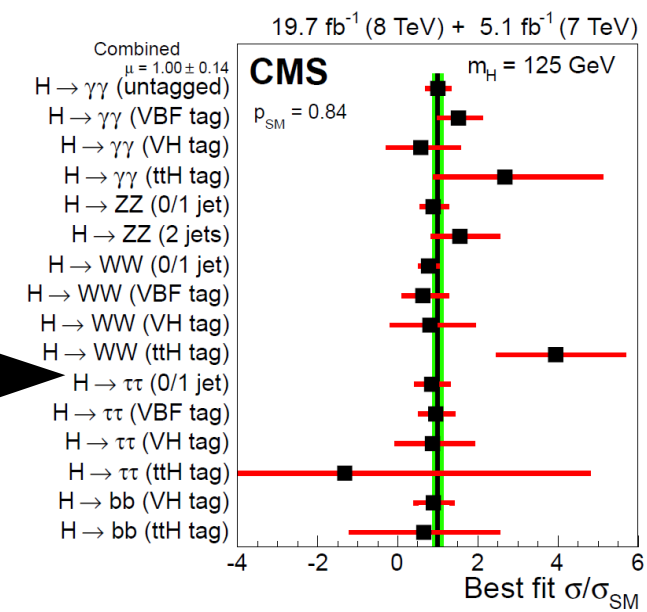 19.7 fb⁻¹ (8 TeV) + 5.1 fb⁻¹ (7 TeV)
Combined
μ = 1.00 ± 0.14
CMS
m_H = 125 GeV
p_SM = 0.84
H → γγ (untagged)
H → γγ (VBF tag)
H → γγ (VH tag)
H → γγ (ttH tag)
H → ZZ (0/1 jet)
H → ZZ (2 jets)
H → WW (0/1 jet)
H → WW (VBF tag)
H → WW (VH tag)
H → WW (ttH tag)
H → ττ (0/1 jet)
H → ττ (VBF tag)
H → ττ (VH tag)
H → ττ (ttH tag)
H → bb (VH tag)
H → bb (ttH tag)
-4 -2 0 2 4 6
Best fit σ/σ_SM